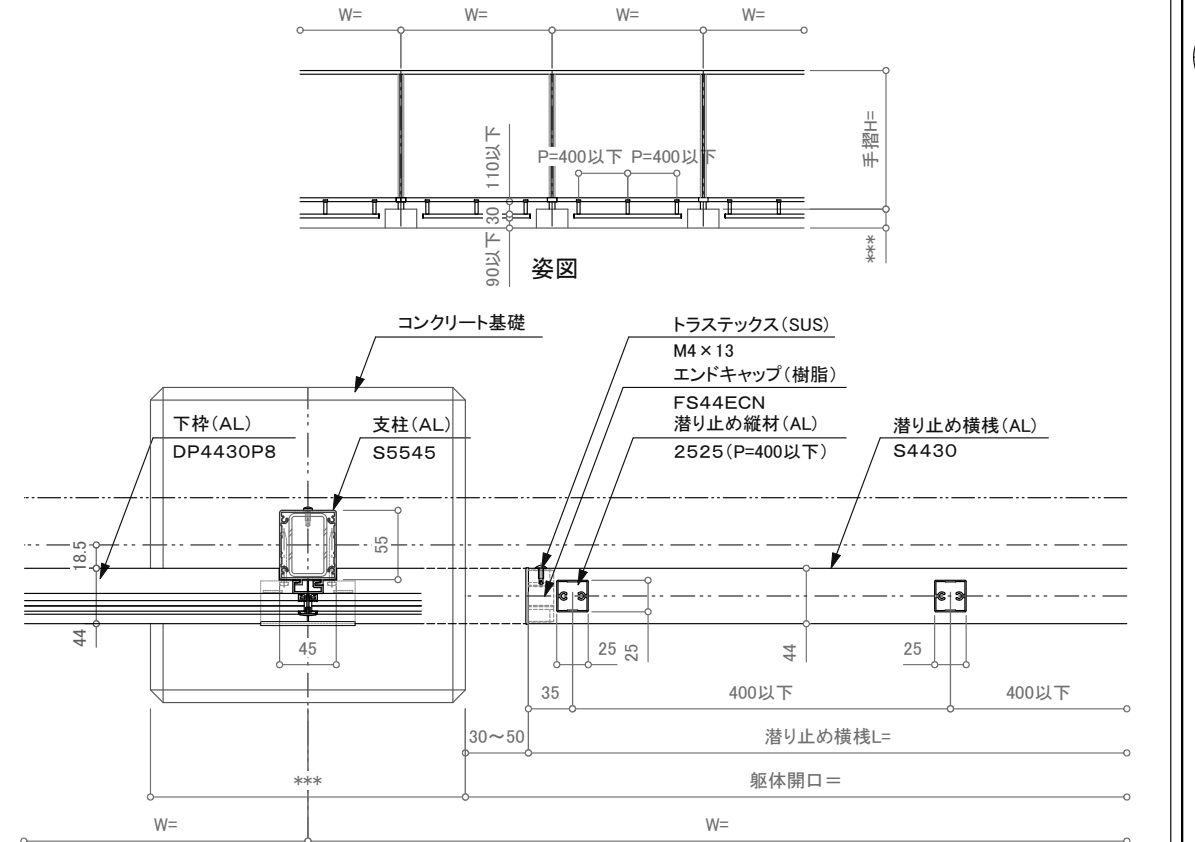 W=
W=
W=
W=
手摺H=
***
110以下
30
90以下
P=400以下
P=400以下
姿図
コンクリート基礎
トラステックス(SUS)
M4×13
エンドキャップ(樹脂)
FS44ECN
下枠(AL)
DP4430P8
支柱(AL)
S5545
潜り止め縦材(AL)
2525(P=400以下)
潜り止め横桟(AL)
S4430
18.5
44
55
45
25
25
44
25
35
400以下
400以下
30～50
潜り止め横桟L=
***
躯体開口=
W=
W=